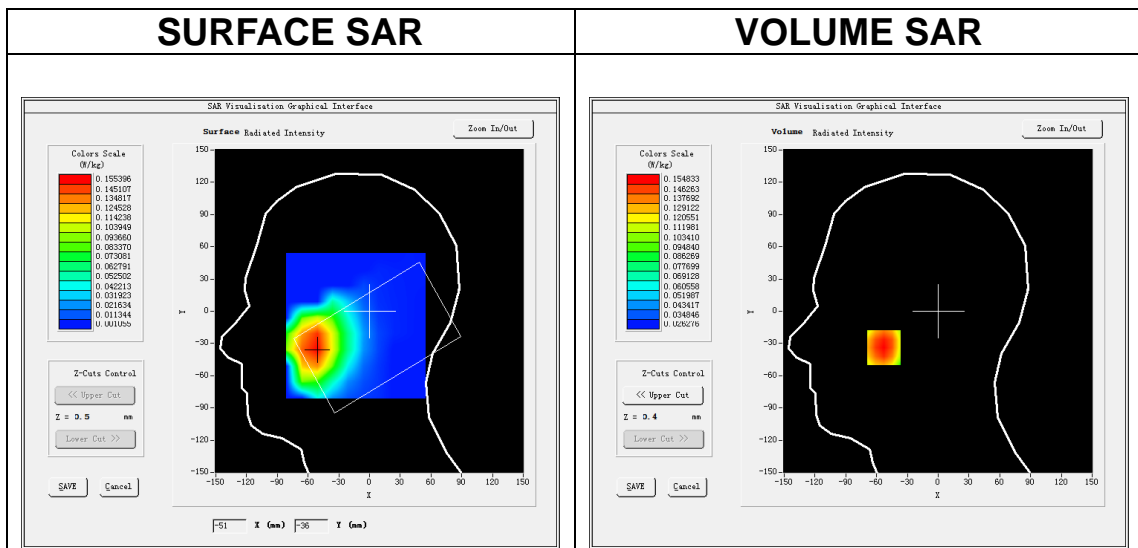 SURFACE SAR
VOLUME SAR
SAR Visualisation Graphical Interface
Surface Radiated Intensity
Zoom In/Out
Colors Scale
(W/kg)
0.155396
0.145107
0.134817
0.124528
0.114238
0.103949
0.093660
0.083370
0.073081
0.062791
0.052502
0.042213
0.031923
0.021634
0.011344
0.001055
150
120
90
60
30
0
-30
-60
-90
-120
-150
Y
-150 -120 -90 -60 -30 0 30 60 90 120 150
X
Z-Cuts Control
<< Upper Cut
Z = 0.5 mm
Lower Cut >>
SAVE
Cancel
-51 X (mm) -36 Y (mm)
SAR Visualisation Graphical Interface
Volume Radiated Intensity
Zoom In/Out
Colors Scale
(W/kg)
0.154833
0.146263
0.137692
0.129122
0.120551
0.111981
0.103410
0.094840
0.086269
0.077699
0.069128
0.060558
0.051987
0.043417
0.034846
0.026276
150
120
90
60
30
0
-30
-60
-90
-120
-150
Y
-150 -120 -90 -60 -30 0 30 60 90 120 150
X
Z-Cuts Control
<< Upper Cut
Z = 0.4 mm
Lower Cut >>
SAVE
Cancel